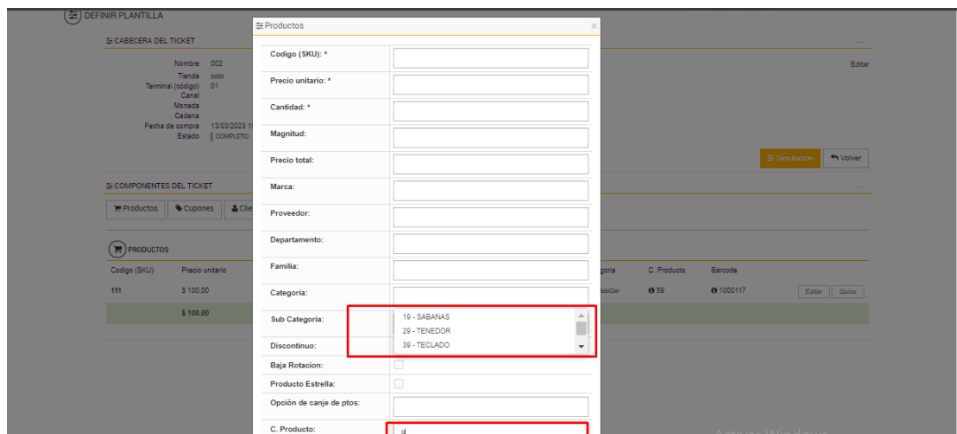 DEFINIR PLANTILLA
Productos ×
CABECERA DEL TICKET
Nombre 002
Editar
Tienda soto
Terminal (código) 01
Canal
Moneda
Cadena
Fecha de compra 13/03/2023
Estado COMPLETO
Simulación
Volver
COMPONENTES DEL TICKET
Productos
Cupones
PRODUCTOS
Codigo (SKU) Precio unitario C. Producto Barcode
111 $ 100,00 59 1000117 Editar Quitar
$ 100,00
Codigo (SKU): *
Precio unitario: *
Cantidad: *
Magnitud:
Precio total:
Marca:
Proveedor:
Departamento:
Familia:
Categoria:
Sub Categoria:
19 - SABANAS
29 - TENEDOR
39 - TECLADO
Discontinuo:
Baja Rotacion:
Producto Estrella:
Opción de canje de ptos:
C. Producto: d